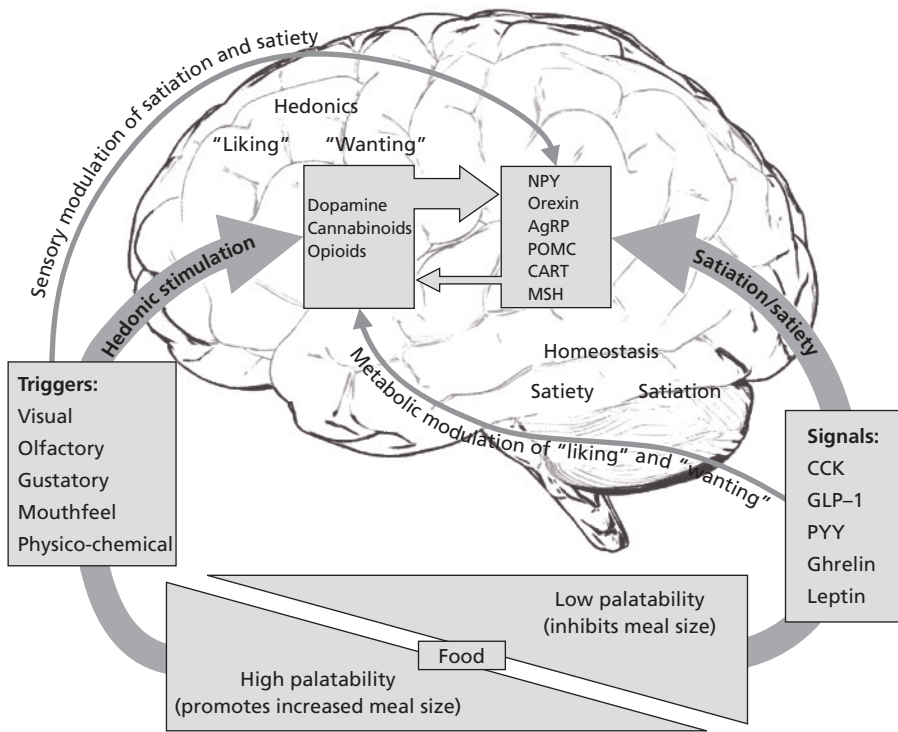 Sensory modulation of satiation and satiety
Hedonics
“Liking” “Wanting”
Dopamine
Cannabinoids
Opioids
NPY
Orexin
AgRP
POMC
CART
MSH
Hedonic stimulation
Satiation/satiety
Homeostasis
Satiety Satiation
Metabolic modulation of “liking” and “wanting”
Triggers:
Visual
Olfactory
Gustatory
Mouthfeel
Physico-chemical
Signals:
CCK
GLP–1
PYY
Ghrelin
Leptin
Low palatability
(inhibits meal size)
Food
High palatability
(promotes increased meal size)